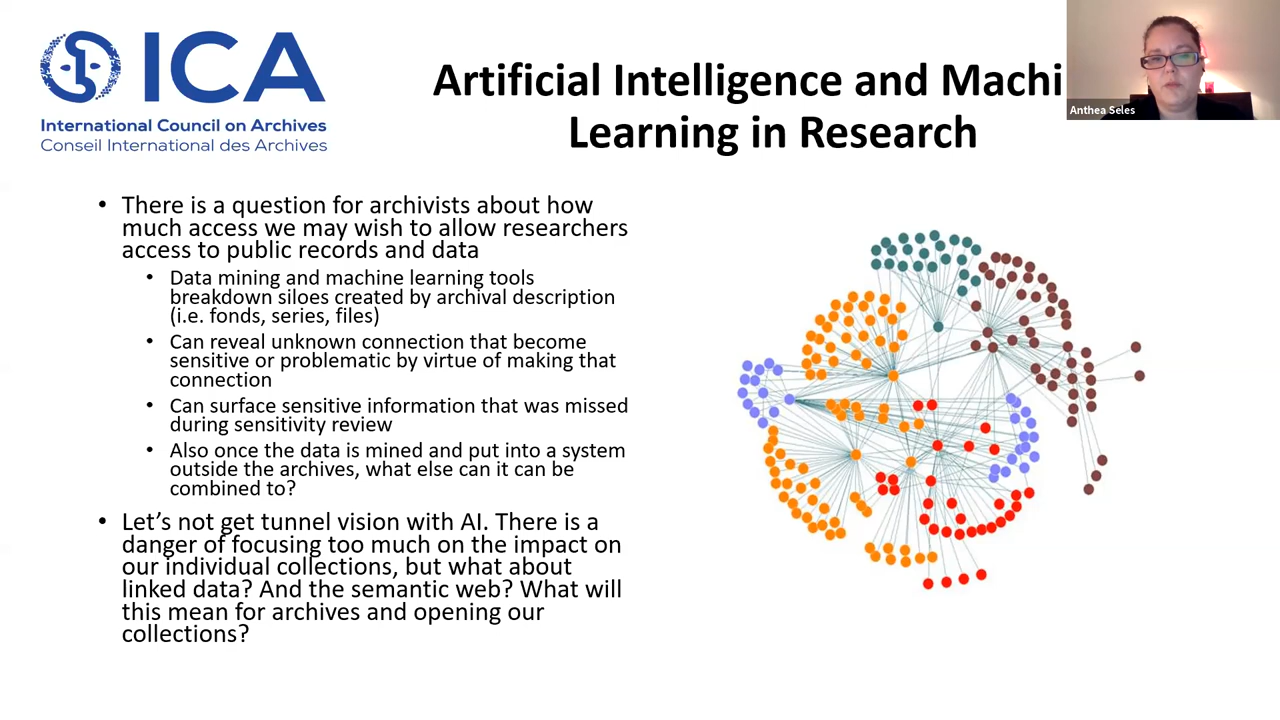 ICA
International Council on Archives
Conseil International des Archives
Artificial Intelligence and Machi
Learning in Research
Anthea Seles
• There is a question for archivists about how
much access we may wish to allow researchers
access to public records and data
• Data mining and machine learning tools
breakdown siloes created by archival description
(i.e. fonds, series, files)
• Can reveal unknown connection that become
sensitive or problematic by virtue of making that
connection
• Can surface sensitive information that was missed
during sensitivity review
• Also once the data is mined and put into a system
outside the archives, what else can it can be
combined to?
• Let’s not get tunnel vision with AI. There is a
danger of focusing too much on the impact on
our individual collections, but what about
linked data? And the semantic web? What will
this mean for archives and opening our
collections?